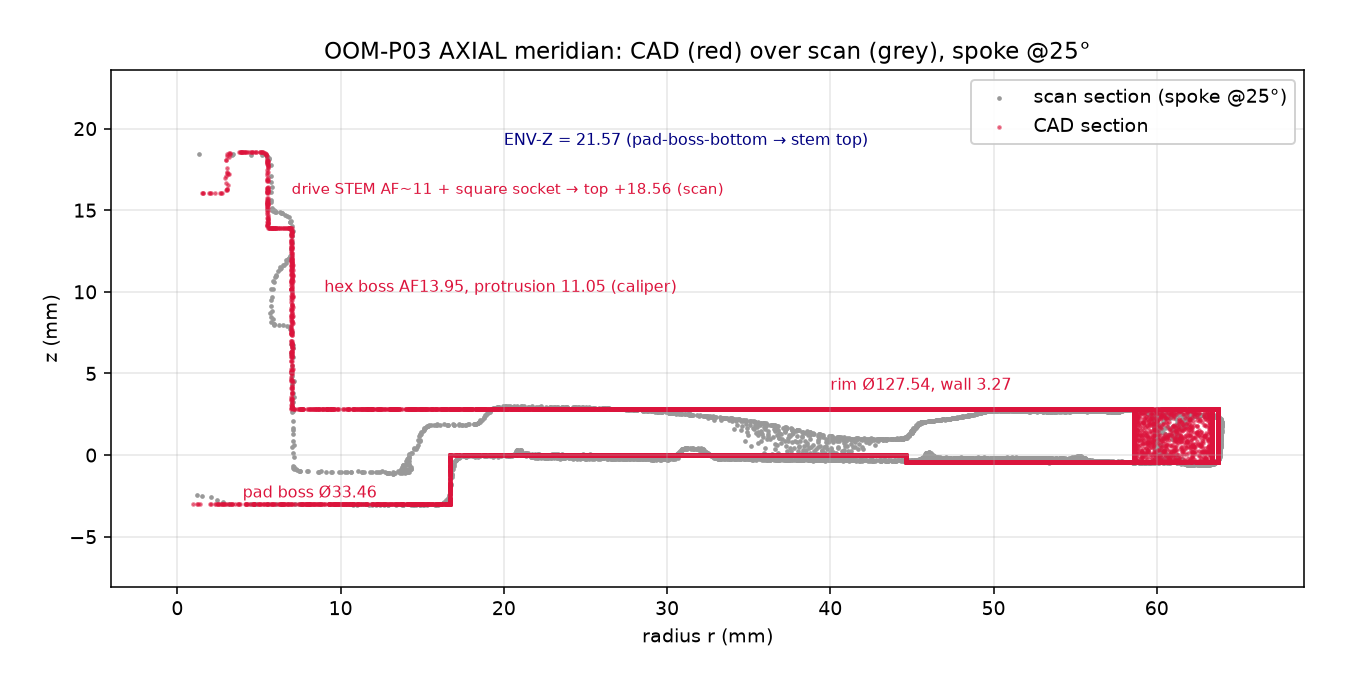 OOM-P03 AXIAL meridian: CAD (red) over scan (grey), spoke @25°
scan section (spoke @25°)
CAD section
ENV-Z = 21.57 (pad-boss-bottom → stem top)
drive STEM AF~11 + square socket → top +18.56 (scan)
hex boss AF13.95, protrusion 11.05 (caliper)
rim Ø127.54, wall 3.27
pad boss Ø33.46
z (mm)
20
15
10
5
0
−5
0 10 20 30 40 50 60
radius r (mm)